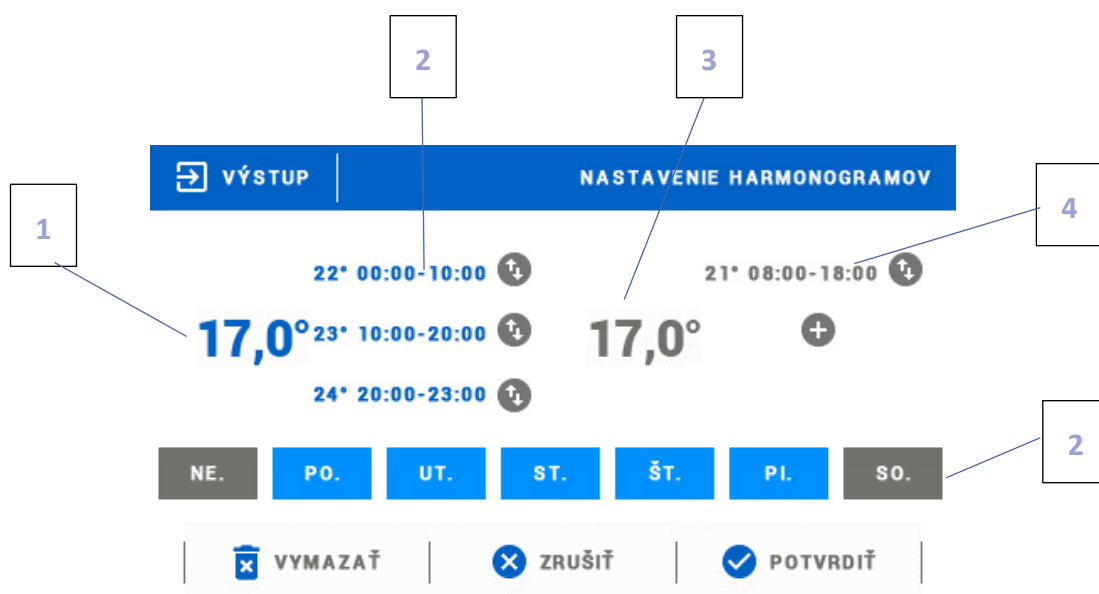 2 3
VÝSTUP NASTAVENIE HARMONOGRAMOV
1 4
22° 00:00-10:00 21° 08:00-18:00
17,0° 23° 10:00-20:00 17,0°
24° 20:00-23:00
2
NE. PO. UT. ST. ŠT. PI. SO.
VYMAZAŤ ZRUŠIŤ POTVRDIŤ